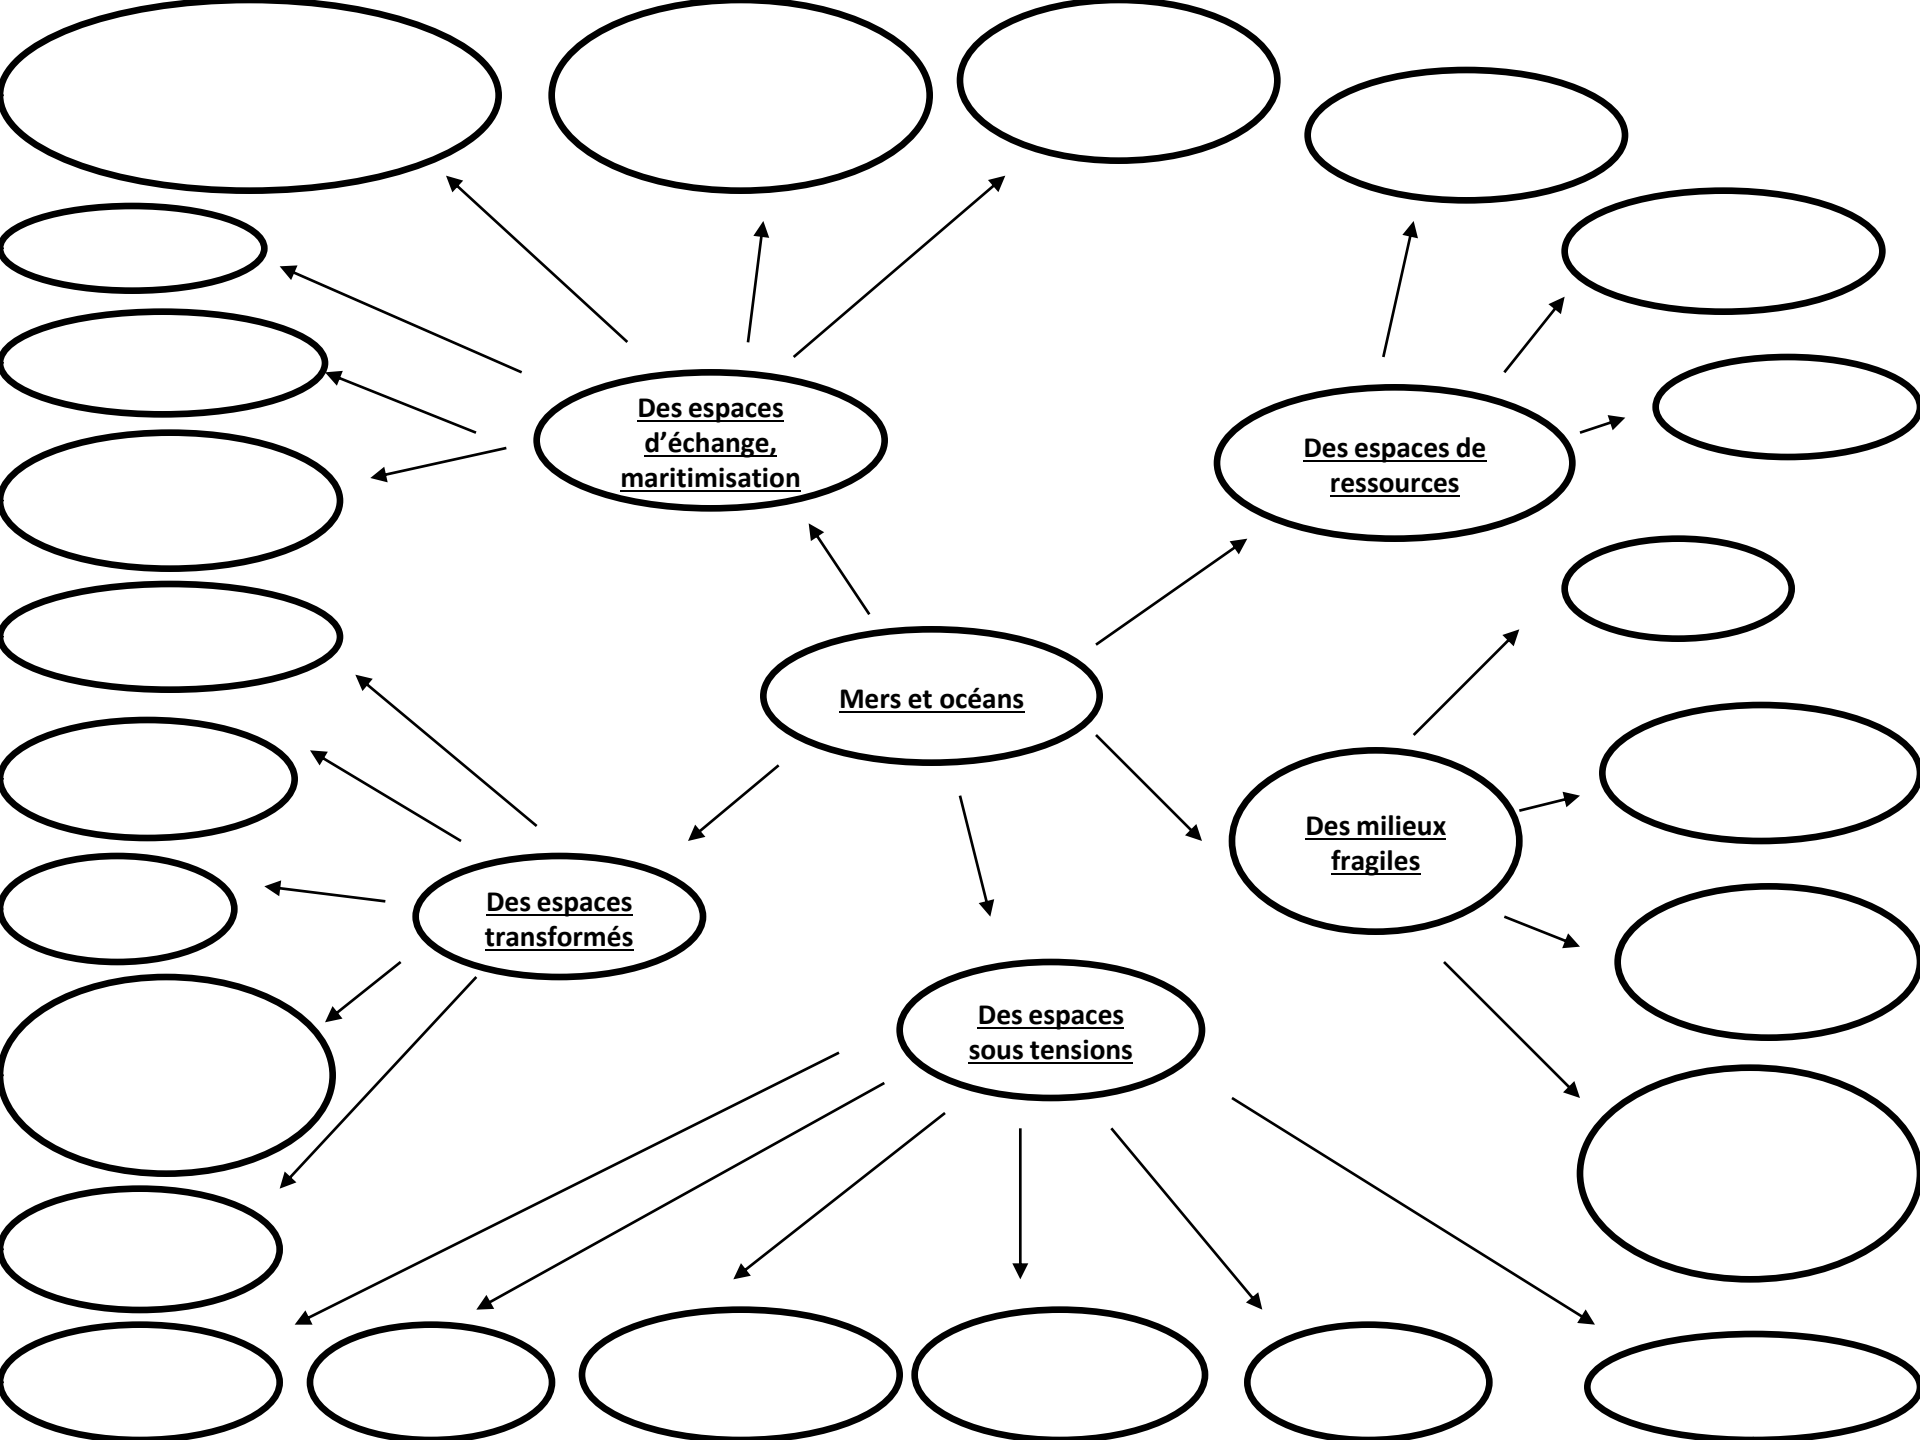 Des espaces
d’échange,
maritimisation
Des espaces de
ressources
Mers et océans
Des milieux
fragiles
Des espaces
transformés
Des espaces
sous tensions